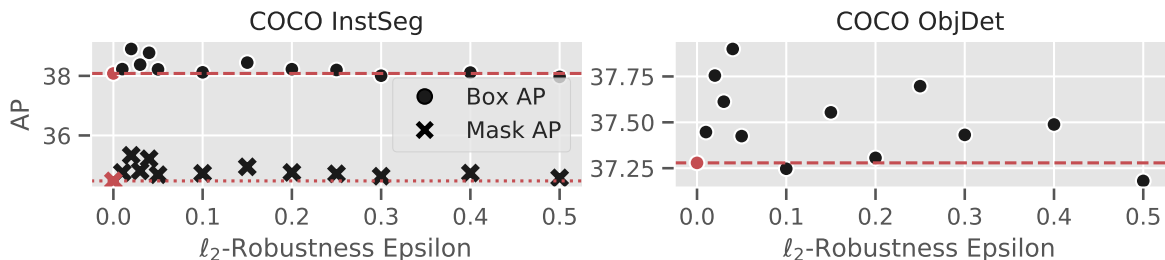 COCO InstSeg
AP
38
36
Box AP
Mask AP
0.0 0.1 0.2 0.3 0.4 0.5
ℓ₂-Robustness Epsilon
COCO ObjDet
37.75
37.50
37.25
0.0 0.1 0.2 0.3 0.4 0.5
ℓ₂-Robustness Epsilon